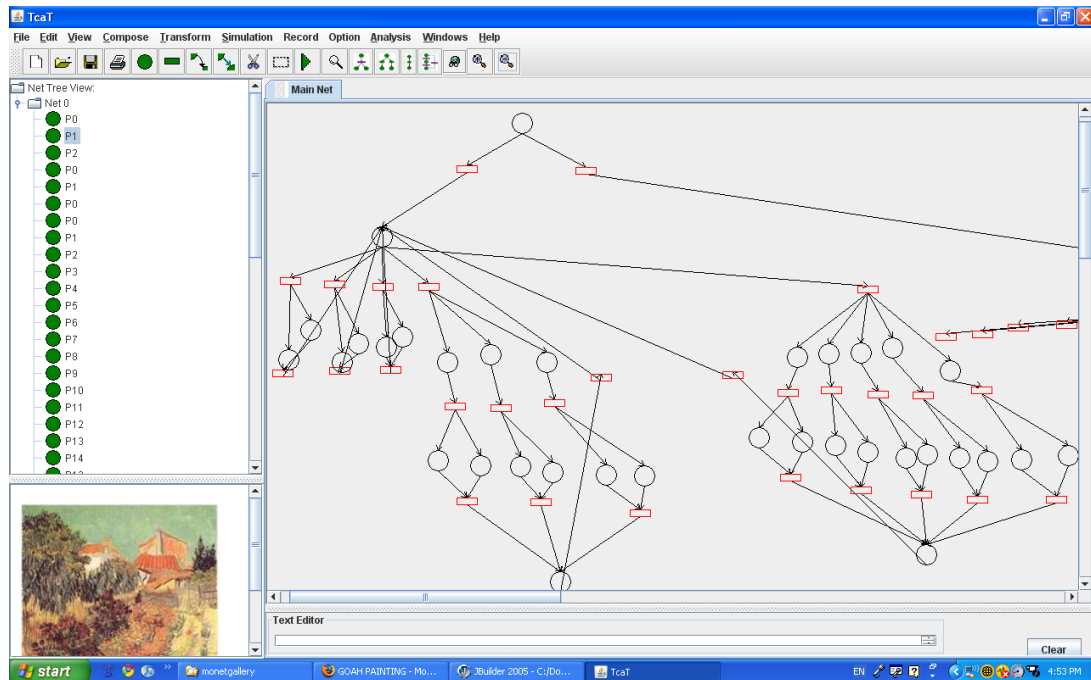 TcaT
File Edit View Compose Transform Simulation Record Option Analysis Windows Help
Net Tree View:
Net 0
P0
P1
P2
P0
P1
P0
P0
P1
P2
P3
P4
P5
P6
P7
P8
P9
P10
P11
P12
P13
P14
Main Net
Text Editor
Clear
start
monetgallery
GOAH PAINTING - Mo...
JBuilder 2005 - C:/Do...
TcaT
EN
4:53 PM